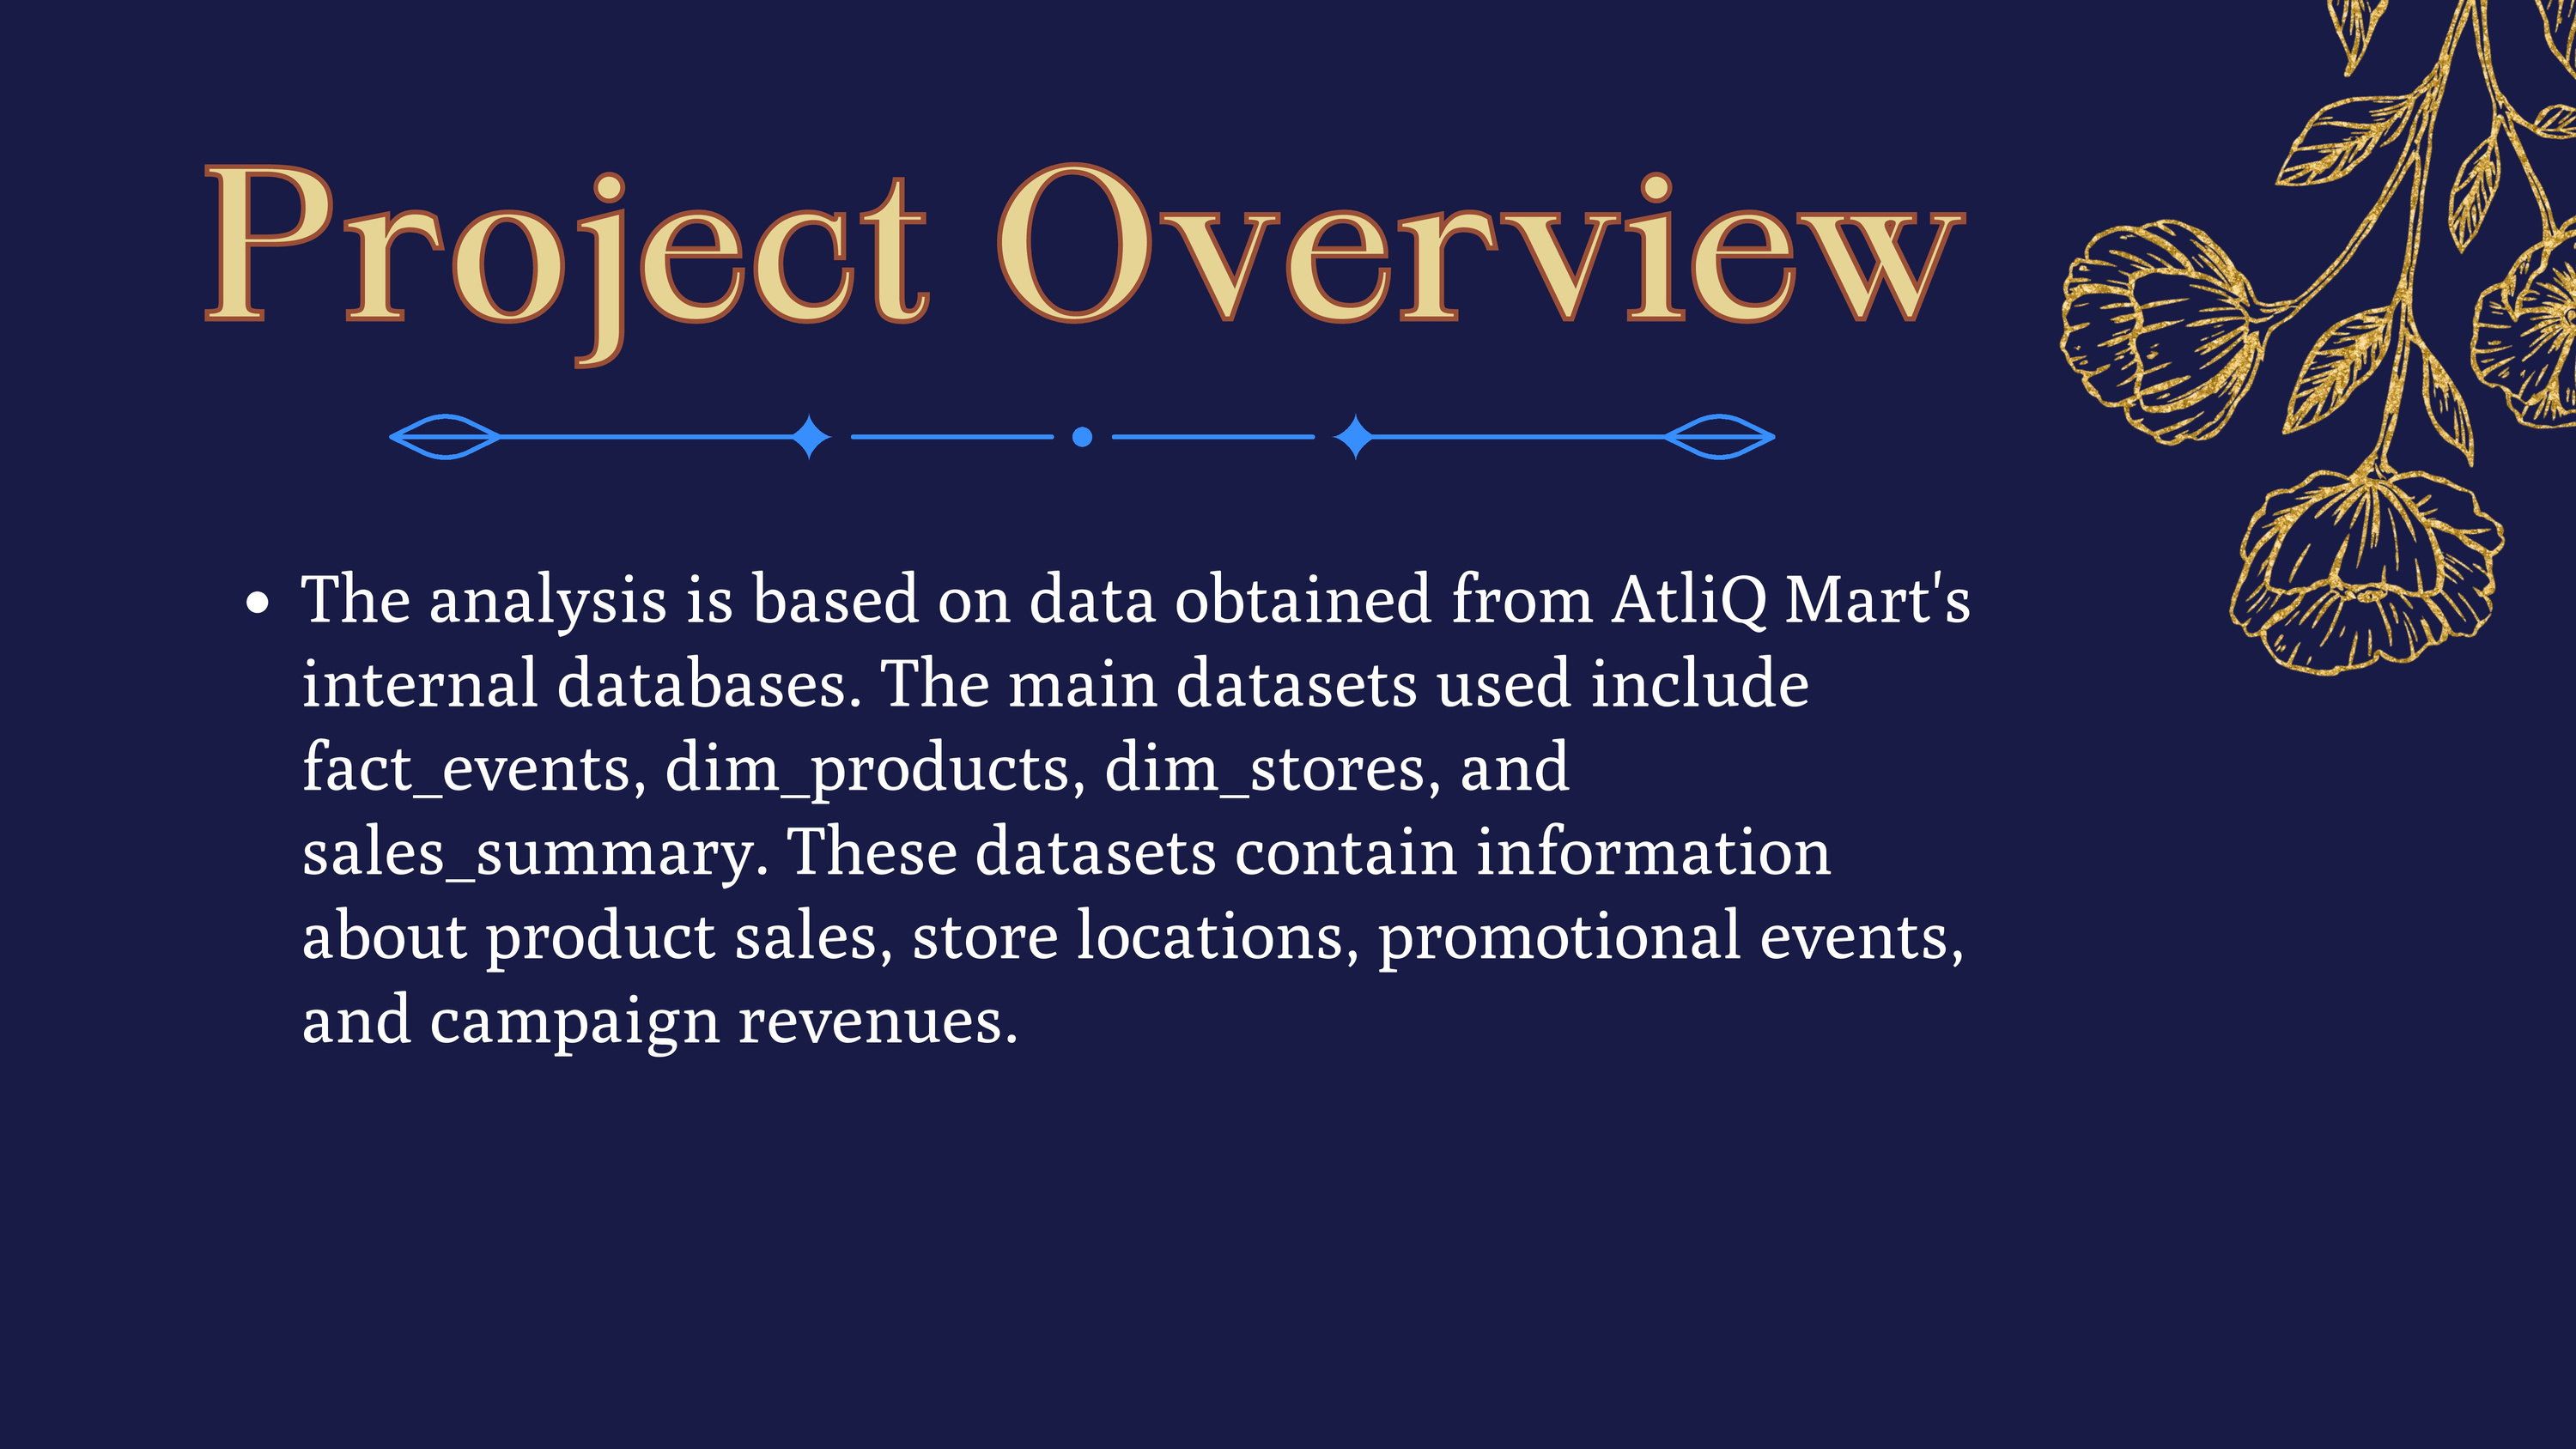 Project Overview
• The analysis is based on data obtained from AtliQ Mart's
internal databases. The main datasets used include
fact_events, dim_products, dim_stores, and
sales_summary. These datasets contain information
about product sales, store locations, promotional events,
and campaign revenues.